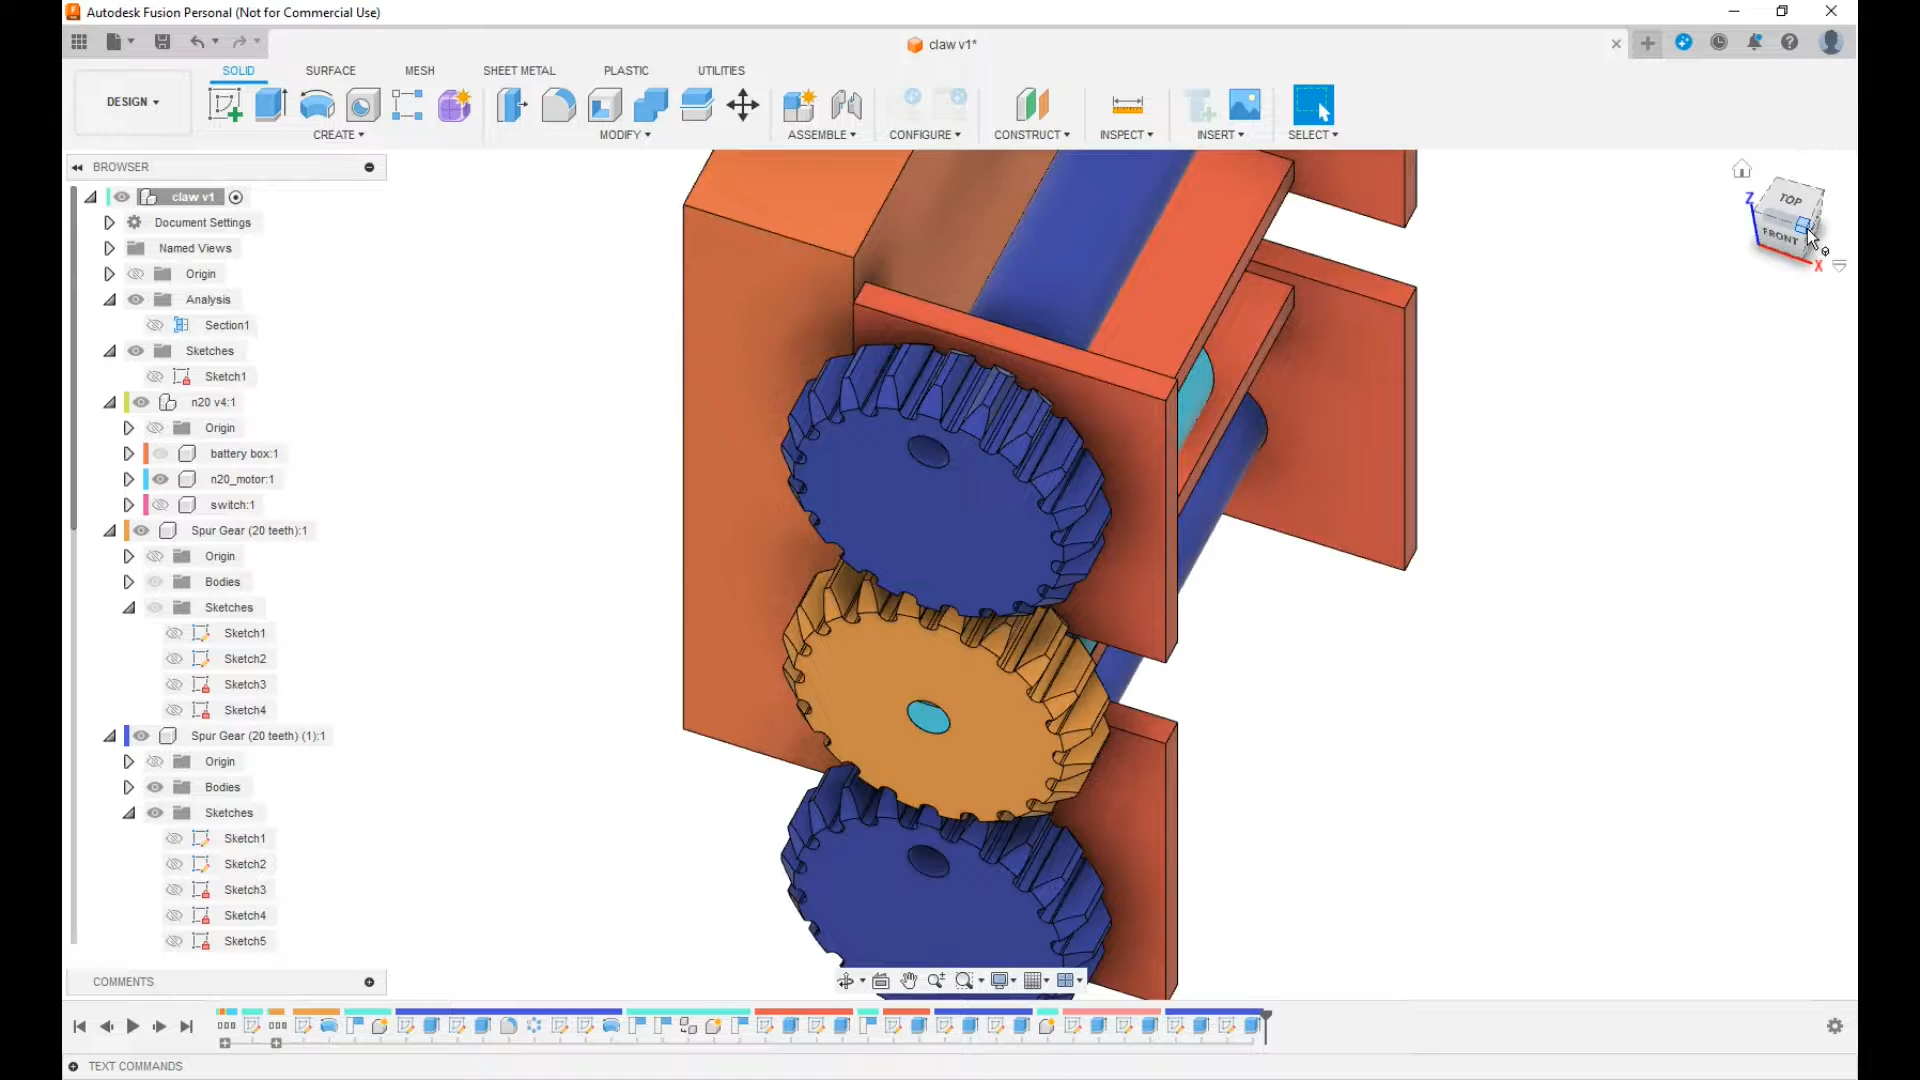 Autodesk Fusion Personal (Not for Commercial Use)
claw v1*
DESIGN
SOLID SURFACE MESH SHEET METAL PLASTIC UTILITIES
CREATE MODIFY ASSEMBLE CONFIGURE CONSTRUCT INSPECT INSERT SELECT
BROWSER
claw v1
Document Settings
Named Views
Origin
Analysis
Section1
Sketches
Sketch1
n20 v4:1
Origin
battery box:1
n20_motor:1
switch:1
Spur Gear (20 teeth):1
Origin
Bodies
Sketches
Sketch1
Sketch2
Sketch3
Sketch4
Spur Gear (20 teeth) (1):1
Origin
Bodies
Sketches
Sketch1
Sketch2
Sketch3
Sketch4
Sketch5
TOP
Z
FRONT
X
COMMENTS
TEXT COMMANDS